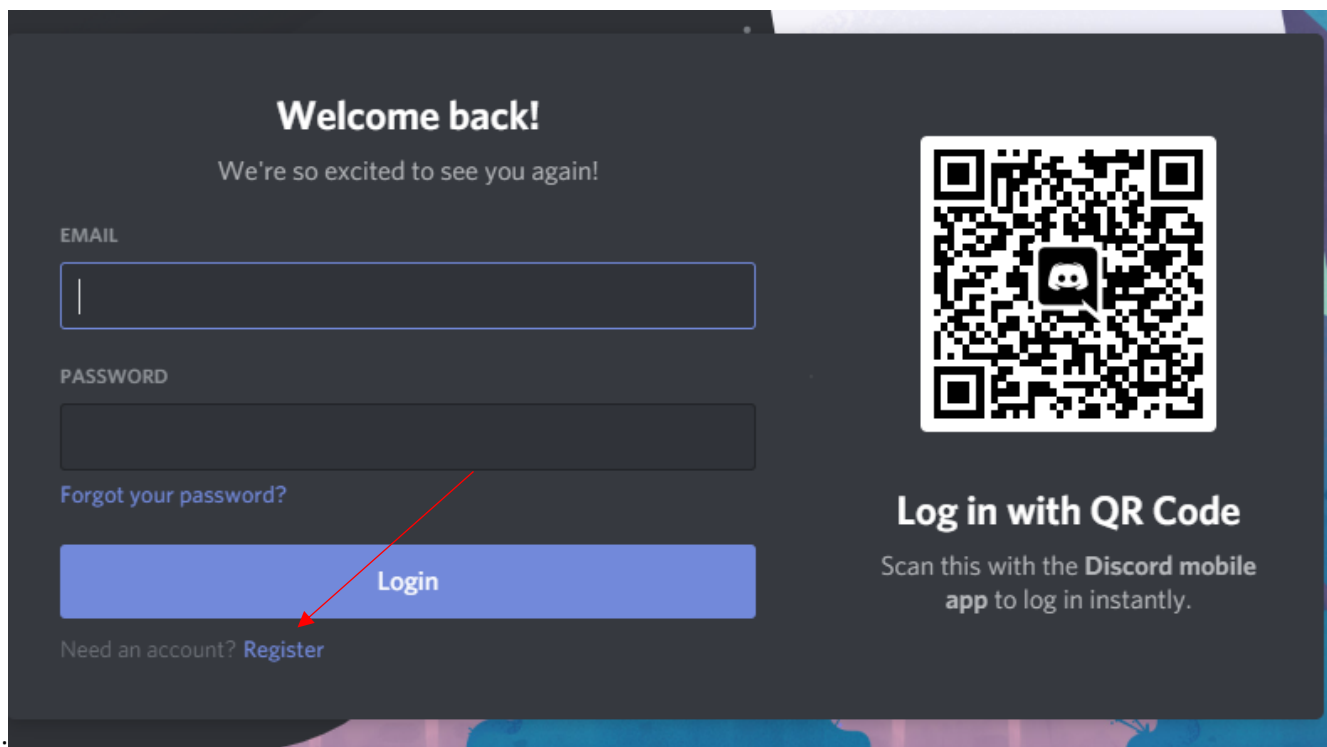 Welcome back!
We're so excited to see you again!
EMAIL
PASSWORD
Forgot your password?
Login
Need an account? Register
Log in with QR Code
Scan this with the Discord mobile
app to log in instantly.
.